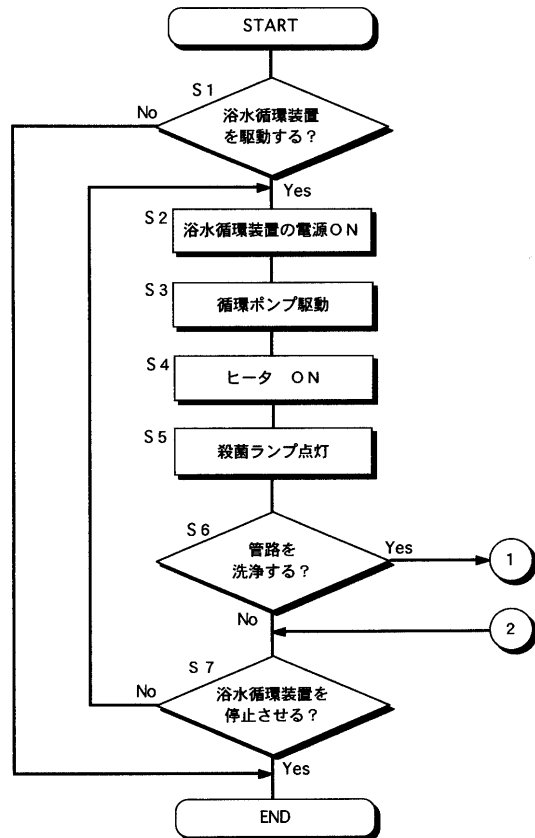 START
S1
No
浴水循環装置
を駆動する？
Yes
S2
浴水循環装置の電源ON
S3
循環ポンプ駆動
S4
ヒータ ON
S5
殺菌ランプ点灯
S6
管路を
洗浄する？
Yes
1
No
2
S7
No
浴水循環装置を
停止させる？
Yes
END